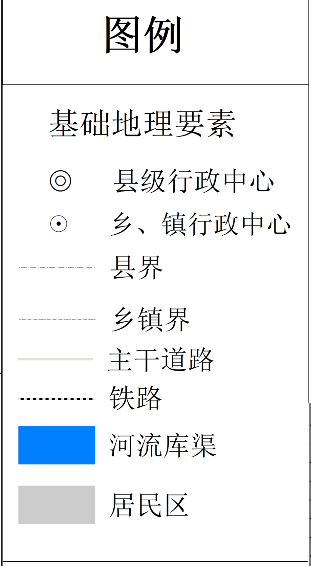 图例
基础地理要素
县级行政中心
乡、镇行政中心
县界
乡镇界
主干道路
铁路
河流库渠
居民区